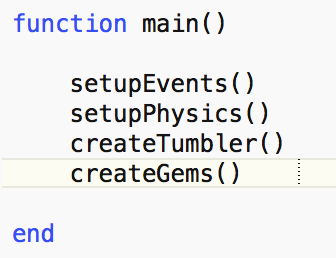 function main()
setupEvents()
setupPhysics()
createTumbler()
createGems()
end